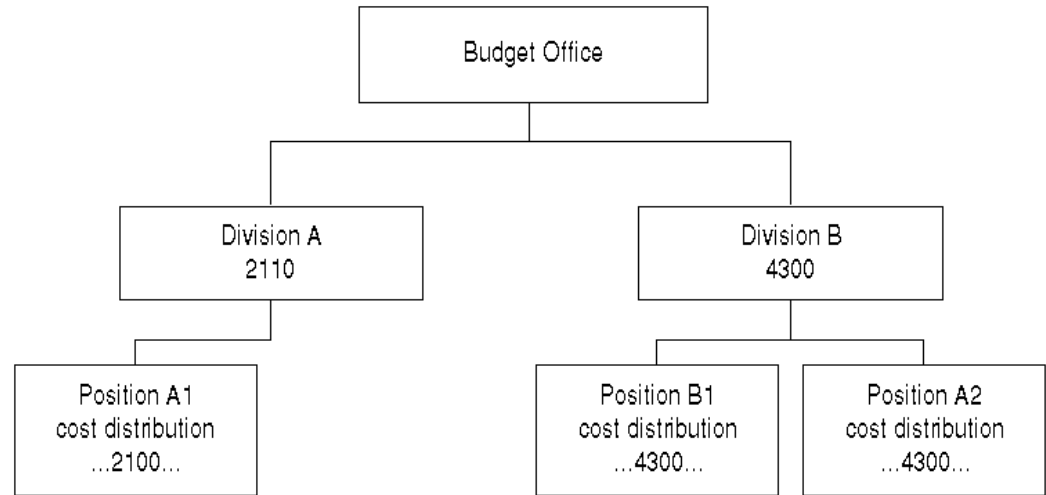 Budget Office
Division A
2110
Division B
4300
Position A1
cost distribution
...2100...
Position B1
cost distribution
...4300...
Position A2
cost distribution
...4300...